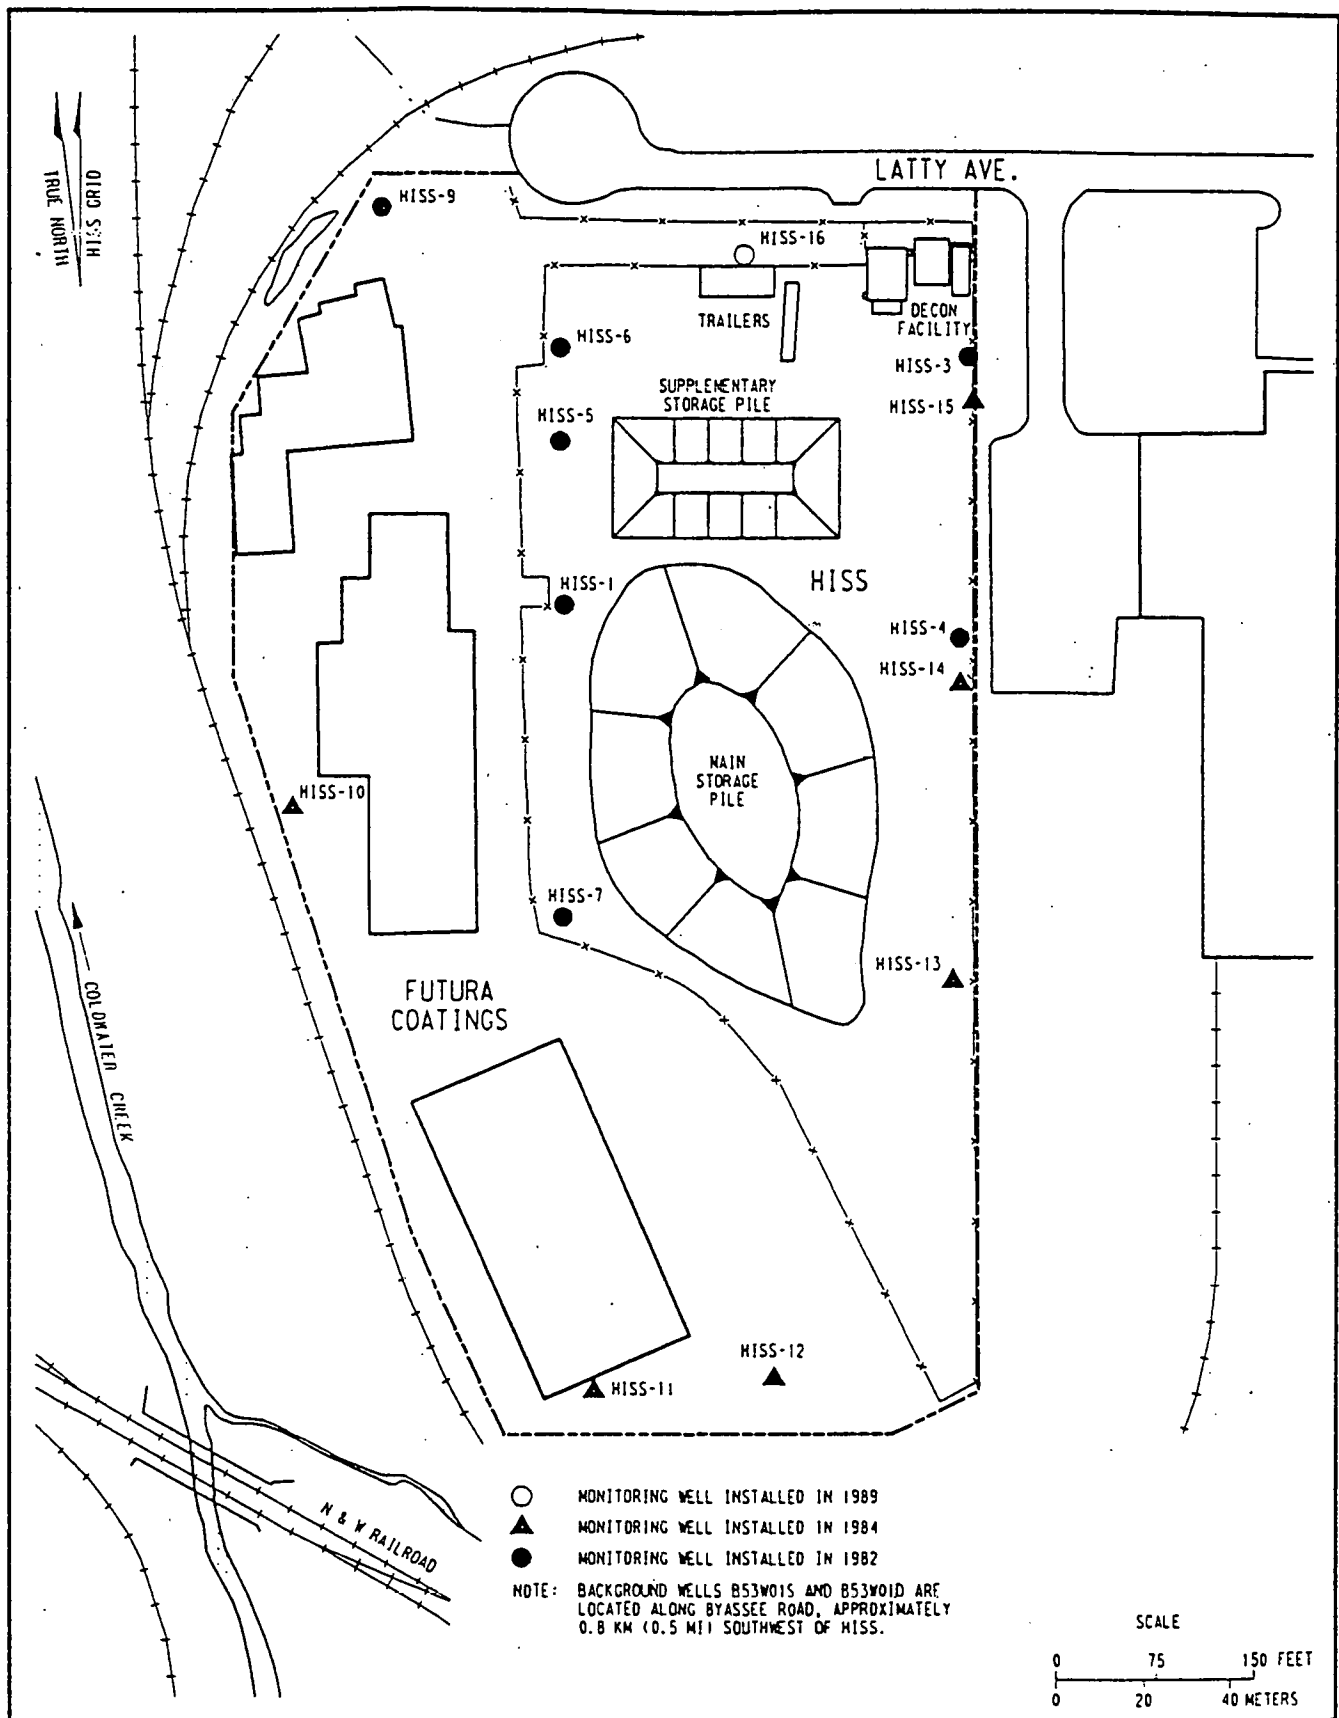 LATTY AVE.
TRUE NORTH
HISS GRID
HISS-9
HISS-16
TRAILERS
DECON
FACILITY
HISS-6
HISS-3
SUPPLEMENTARY
STORAGE PILE
HISS-15
HISS-5
HISS
HISS-1
HISS-4
HISS-14
MAIN
STORAGE
PILE
HISS-10
HISS-7
HISS-13
FUTURA
COATINGS
COLDWATER CREEK
HISS-12
HISS-11
N & W RAILROAD
MONITORING WELL INSTALLED IN 1989
MONITORING WELL INSTALLED IN 1984
MONITORING WELL INSTALLED IN 1982
NOTE: BACKGROUND WELLS B53W01S AND B53W01D ARE
LOCATED ALONG BYASSEE ROAD, APPROXIMATELY
0.8 KM (0.5 MI) SOUTHWEST OF HISS.
SCALE
0 75 150 FEET
0 20 40 METERS